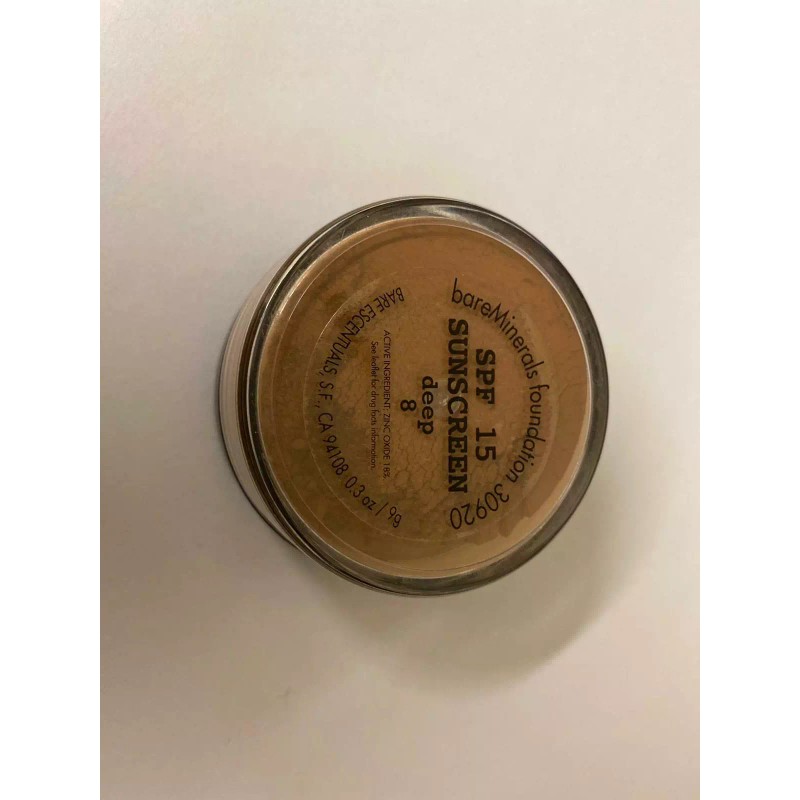 bareMinerals foundation 30920
SPF 15
SUNSCREEN
deep
8
ACTIVE INGREDIENT: ZINC OXIDE 18%
See leaflet for drug facts information.
BARE ESCENTUALS, S.F., CA 94108 0.3 oz / 8g